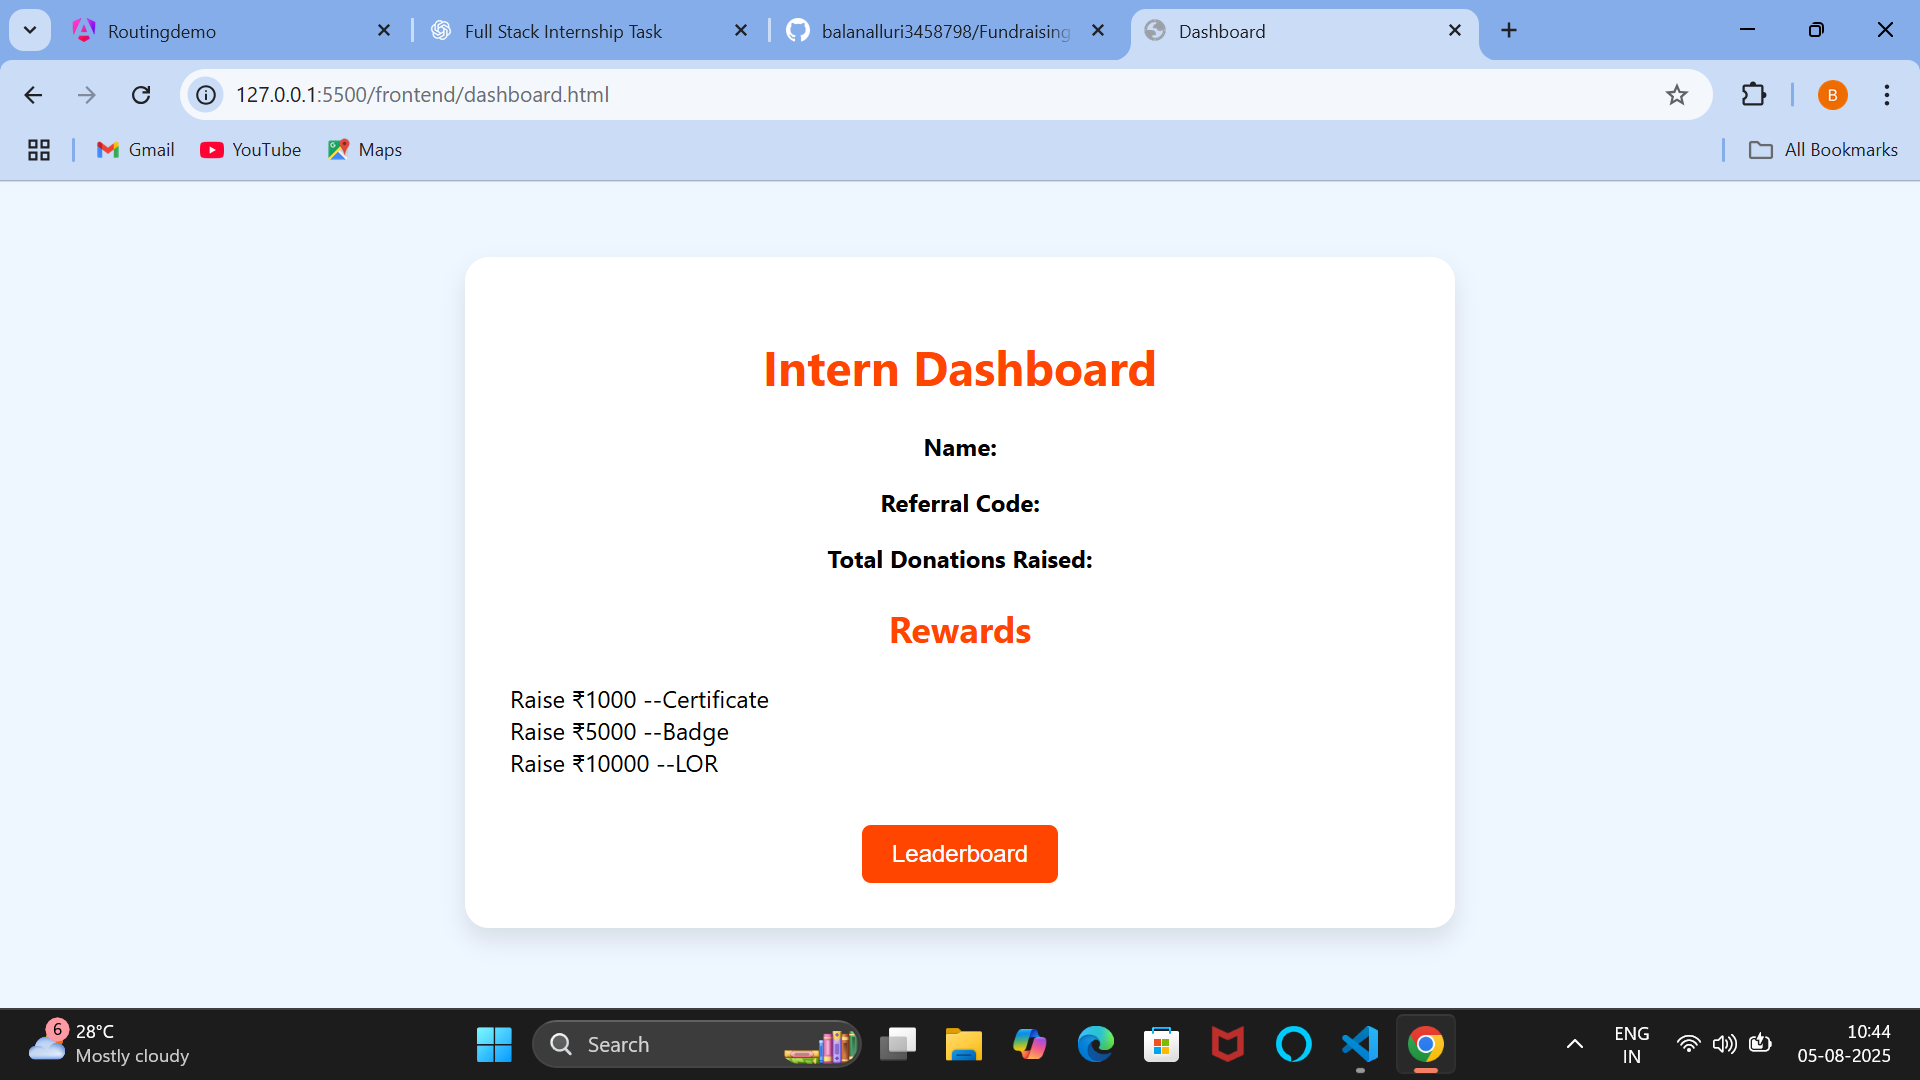 Routingdemo
Full Stack Internship Task
balanalluri3458798/Fundraising
Dashboard
127.0.0.1:5500/frontend/dashboard.html
B
Gmail
YouTube
Maps
All Bookmarks
Intern Dashboard
Name:
Referral Code:
Total Donations Raised:
Rewards
Raise ₹1000 --Certificate
Raise ₹5000 --Badge
Raise ₹10000 --LOR
Leaderboard
6
28°C
Mostly cloudy
Search
ENG
IN
10:44
05-08-2025